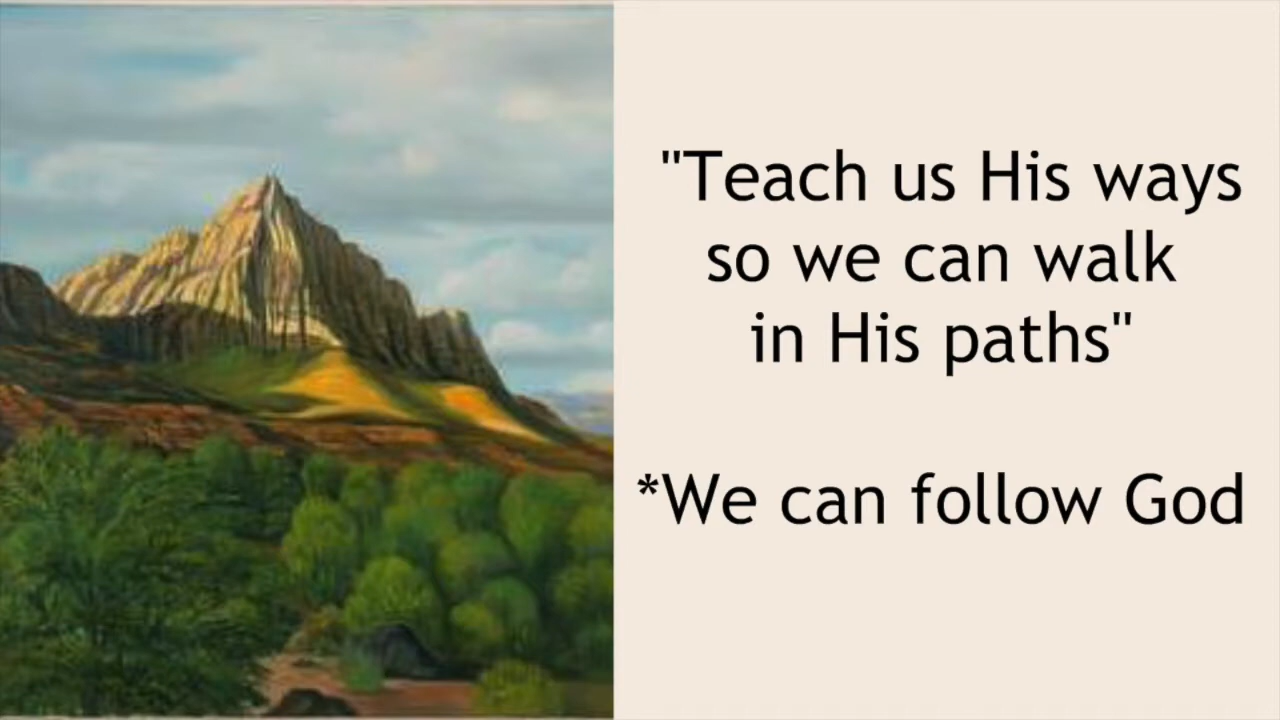 "Teach us His ways
so we can walk
in His paths"
*We can follow God